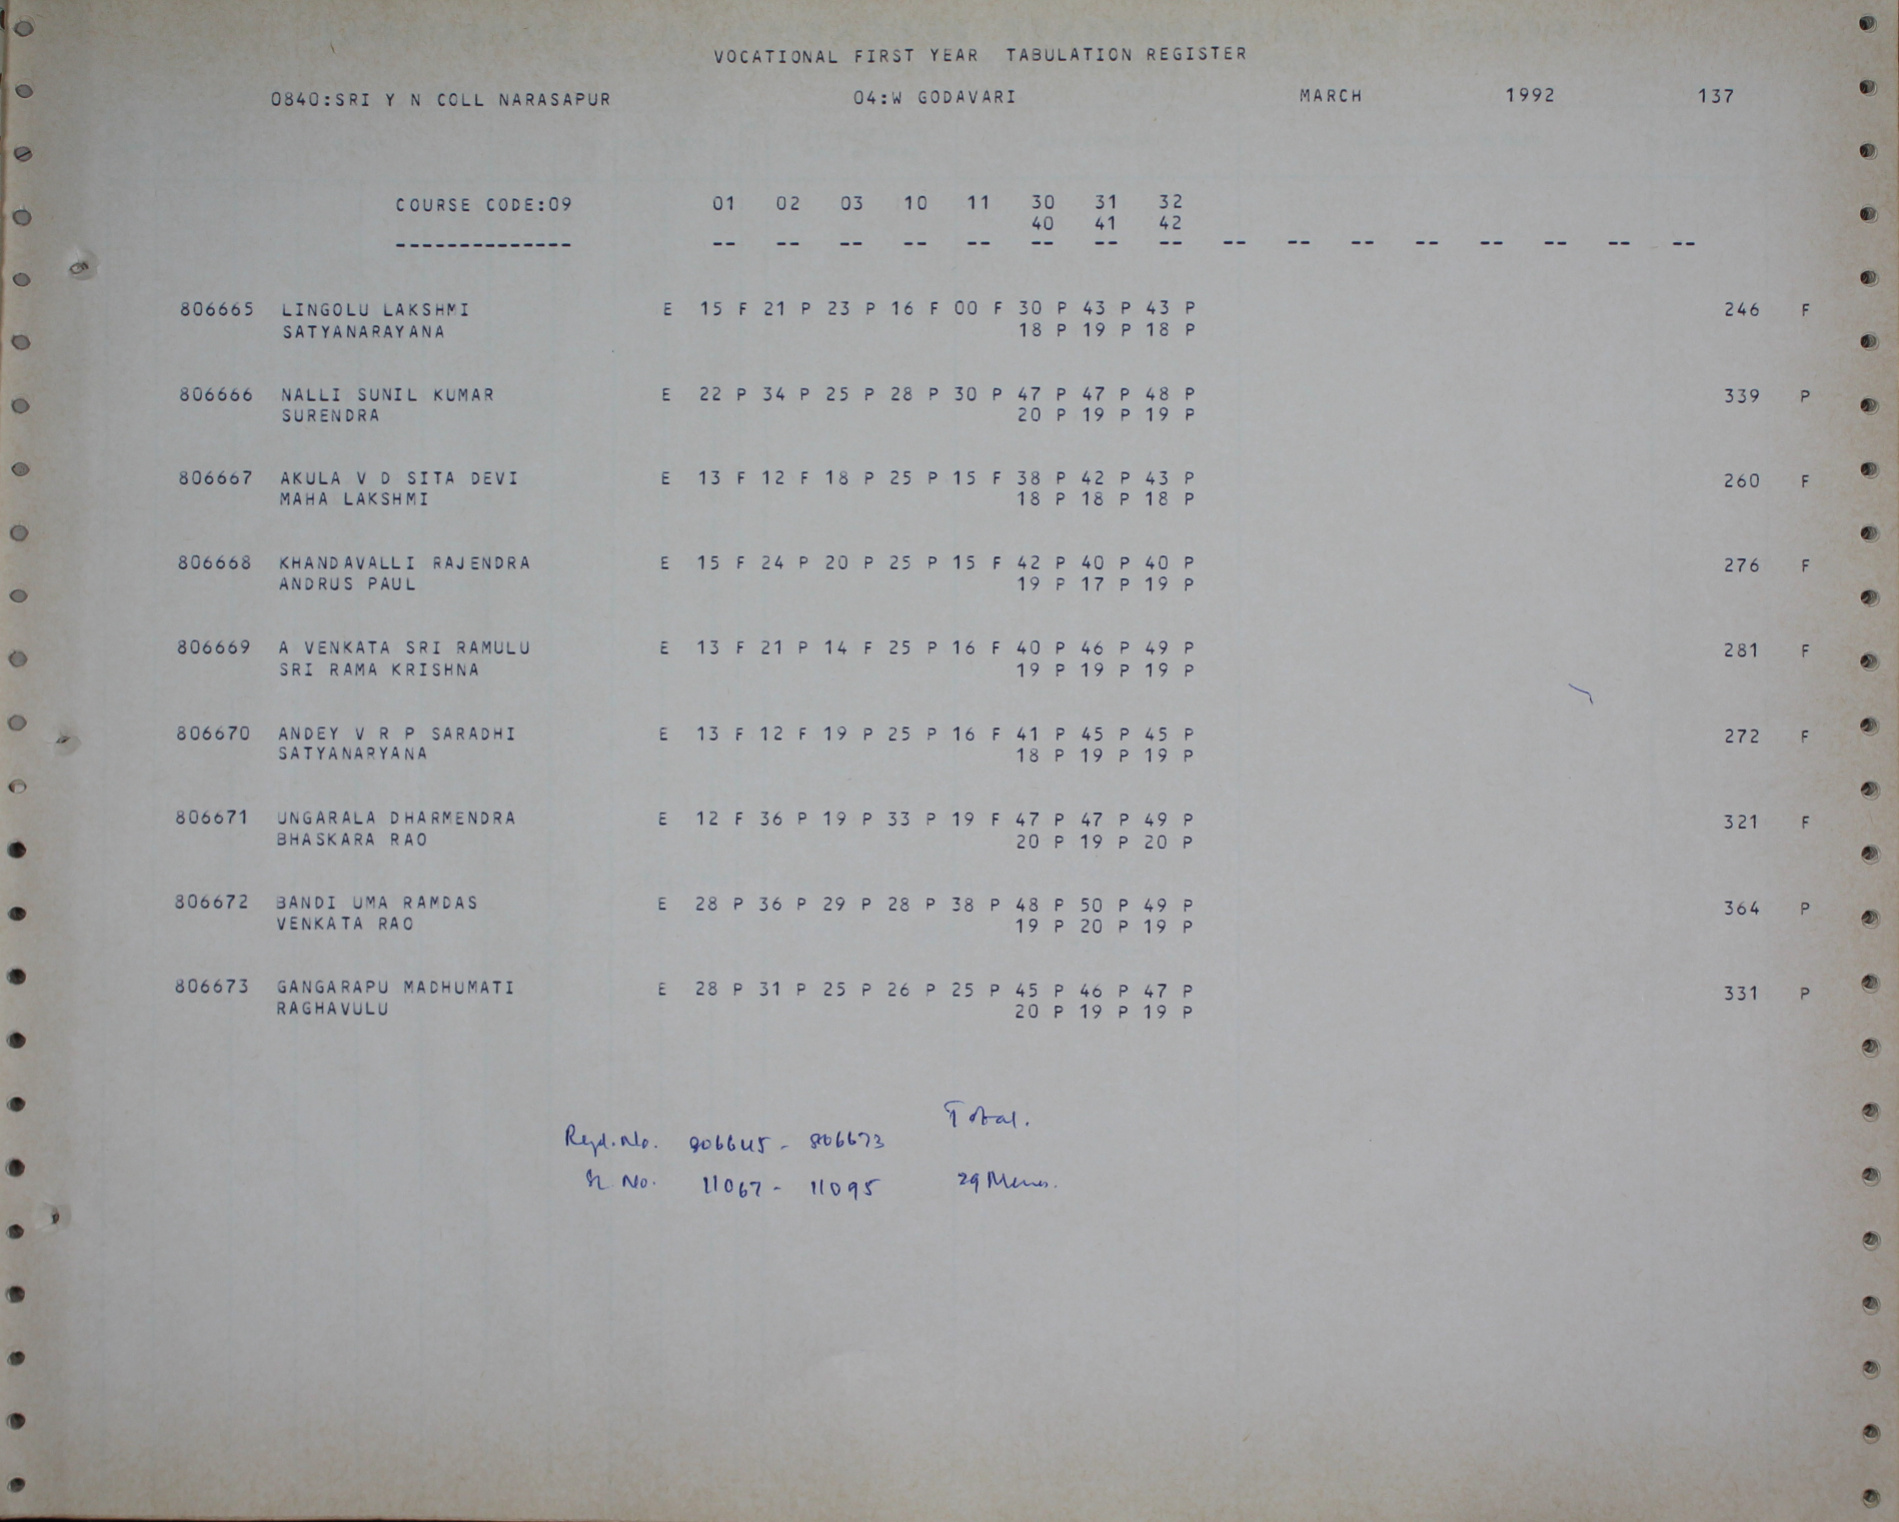 VOCATIONAL FIRST YEAR TABULATION REGISTER
0840:SRI Y N COLL NARASAPUR 04:W GODAVARI MARCH 1992 137
COURSE CODE:09 01 02 03 10 11 30 31 32
40 41 42
-------------- -- -- -- -- -- -- -- -- -- -- -- -- -- -- -- --
806665 LINGOLU LAKSHMI E 15 F 21 P 23 P 16 F 00 F 30 P 43 P 43 P 246 F
SATYANARAYANA 18 P 19 P 18 P
806666 NALLI SUNIL KUMAR E 22 P 34 P 25 P 28 P 30 P 47 P 47 P 48 P 339 P
SURENDRA 20 P 19 P 19 P
806667 AKULA V D SITA DEVI E 13 F 12 F 18 P 25 P 15 F 38 P 42 P 43 P 260 F
MAHA LAKSHMI 18 P 18 P 18 P
806668 KHANDAVALLI RAJENDRA E 15 F 24 P 20 P 25 P 15 F 42 P 40 P 40 P 276 F
ANDRUS PAUL 19 P 17 P 19 P
806669 A VENKATA SRI RAMULU E 13 F 21 P 14 F 25 P 16 F 40 P 46 P 49 P 281 F
SRI RAMA KRISHNA 19 P 19 P 19 P
806670 ANDEY V R P SARADHI E 13 F 12 F 19 P 25 P 16 F 41 P 45 P 45 P 272 F
SATYANARYANA 18 P 19 P 19 P
806671 UNGARALA DHARMENDRA E 12 F 36 P 19 P 33 P 19 F 47 P 47 P 49 P 321 F
BHASKARA RAO 20 P 19 P 20 P
806672 BANDI UMA RAMDAS E 28 P 36 P 29 P 28 P 38 P 48 P 50 P 49 P 364 P
VENKATA RAO 19 P 20 P 19 P
806673 GANGARAPU MADHUMATI E 28 P 31 P 25 P 26 P 25 P 45 P 46 P 47 P 331 P
RAGHAVULU 20 P 19 P 19 P
Total.
Regd. No. 806645 - 806673
Sl. No. 11067 - 11095 29